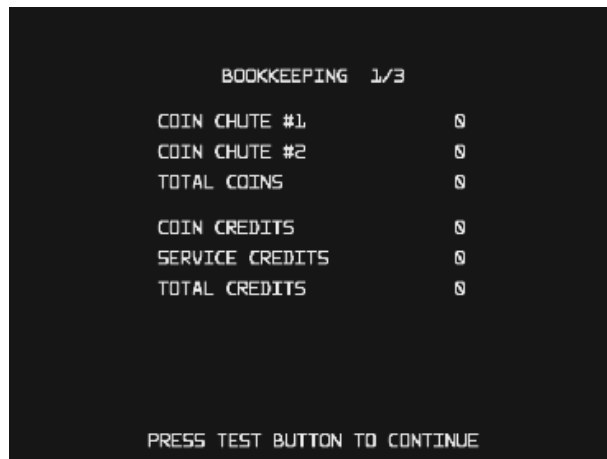 BOOKKEEPING 1/3
COIN CHUTE #1 0
COIN CHUTE #2 0
TOTAL COINS 0
COIN CREDITS 0
SERVICE CREDITS 0
TOTAL CREDITS 0
PRESS TEST BUTTON TO CONTINUE